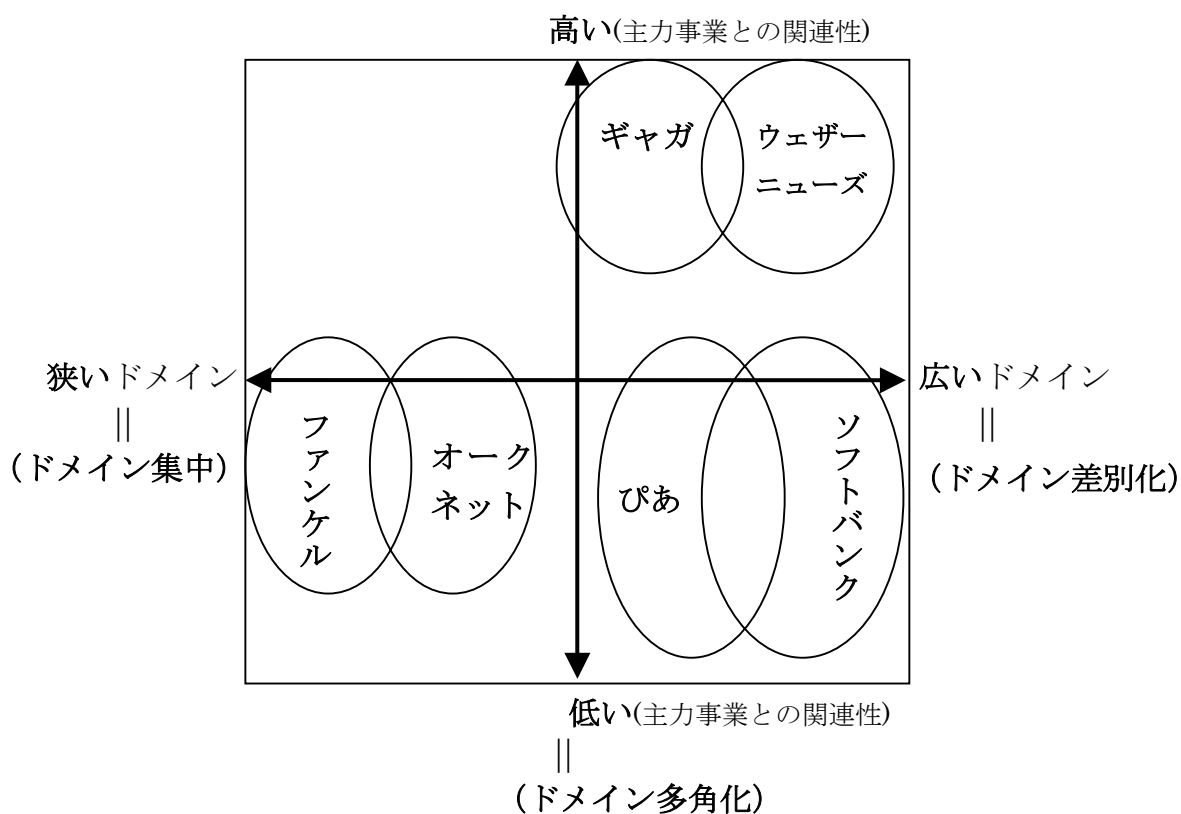 高い(主力事業との関連性)
ギャガ
ウェザー
ニューズ
狭いドメイン
||
(ドメイン集中)
広いドメイン
||
(ドメイン差別化)
ファンケル
オーク
ネット
ぴあ
ソフトバンク
低い(主力事業との関連性)
||
(ドメイン多角化)